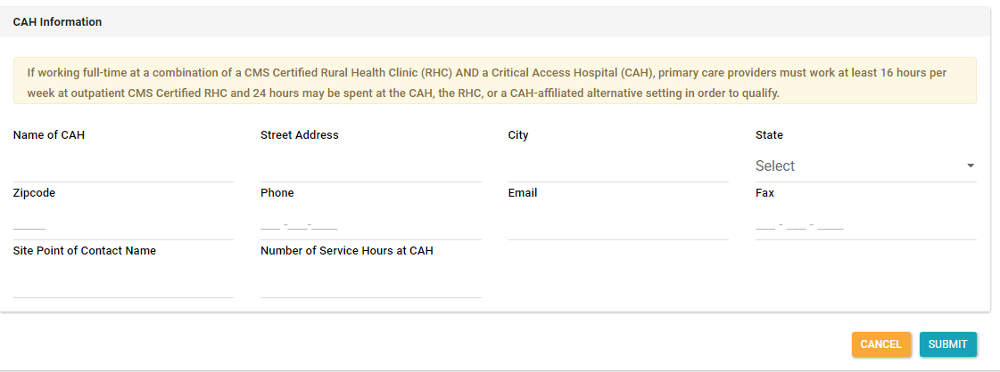 CAH Information
If working full-time at a combination of a CMS Certified Rural Health Clinic (RHC) AND a Critical Access Hospital (CAH), primary care providers must work at least 16 hours per
week at outpatient CMS Certified RHC and 24 hours may be spent at the CAH, the RHC, or a CAH-affiliated alternative setting in order to qualify.
Name of CAH Street Address City State
Select
Zipcode Phone Email Fax
_____ ___ -___-____ ___ - ___ - ____
Site Point of Contact Name Number of Service Hours at CAH
CANCEL SUBMIT